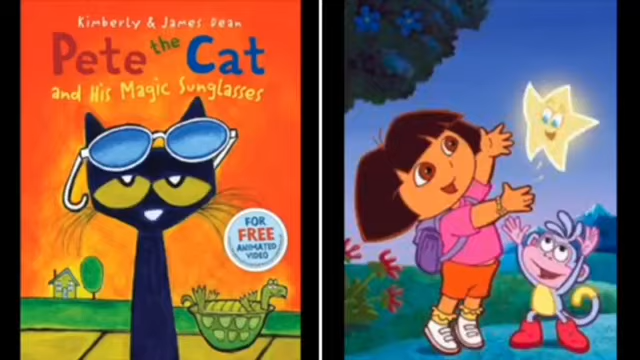 Kimberly & James Dean
Pete the Cat
and His Magic Sunglasses
FOR
FREE
ANIMATED
VIDEO